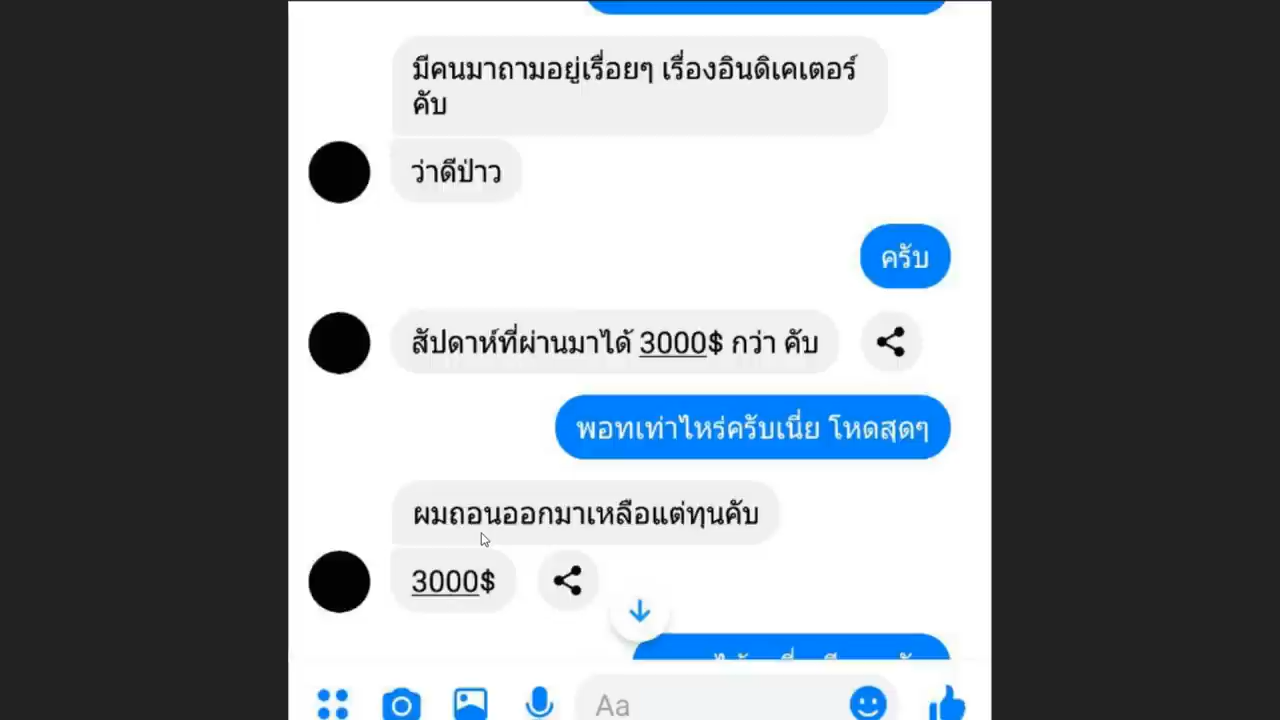 มีคนมาถามอยู่เรื่อยๆ เรื่องอินดิเคเตอร์
คับ
ว่าดีป่าว
ครับ
สัปดาห์ที่ผ่านมาได้ 3000$ กว่า คับ
พอทเท่าไหร่ครับเนี่ย โหดสุดๆ
ผมถอนออกมาเหลือแต่ทุนคับ
3000$
Aa